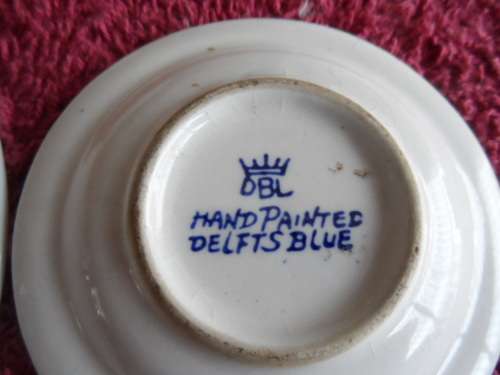 DBL
HAND PAINTED
DELFTS BLUE